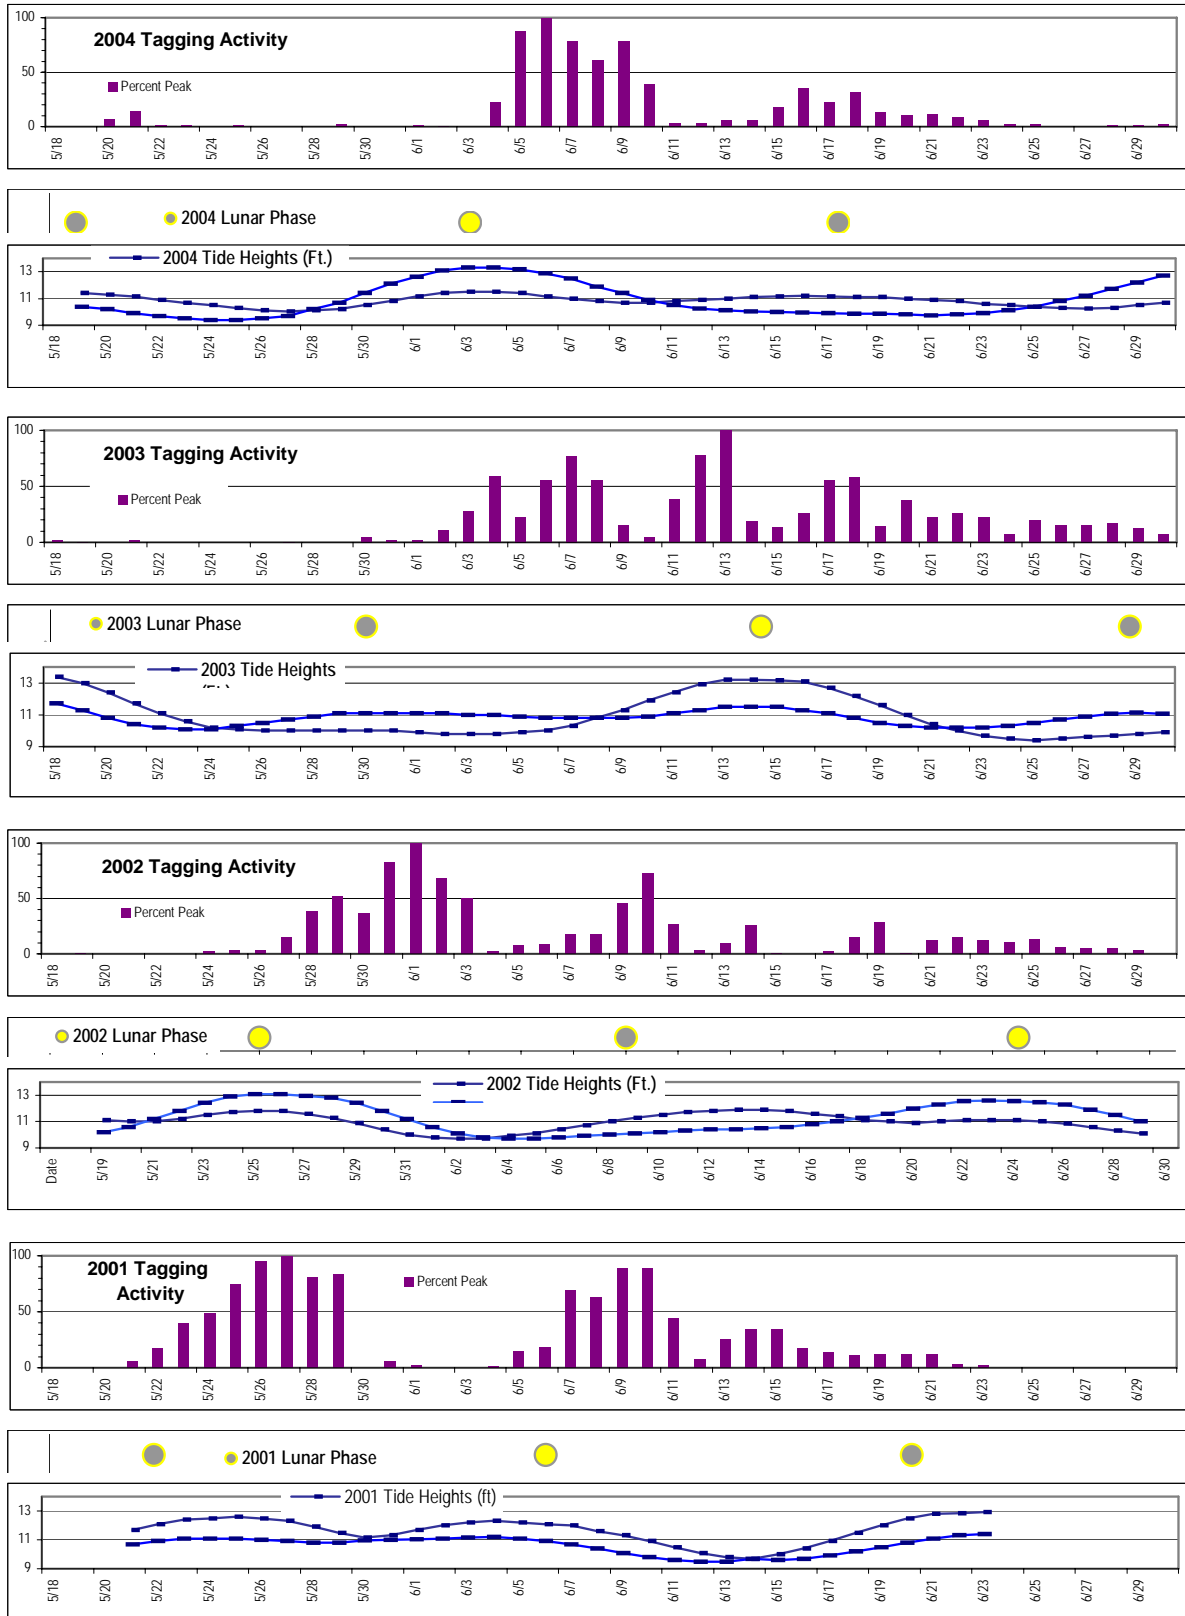 2004 Tagging Activity
Percent Peak
100
50
0
5/18 5/20 5/22 5/24 5/26 5/28 5/30 6/1 6/3 6/5 6/7 6/9 6/11 6/13 6/15 6/17 6/19 6/21 6/23 6/25 6/27 6/29
2004 Lunar Phase
2004 Tide Heights (Ft.)
13
11
9
5/18 5/20 5/22 5/24 5/26 5/28 5/30 6/1 6/3 6/5 6/7 6/9 6/11 6/13 6/15 6/17 6/19 6/21 6/23 6/25 6/27 6/29
2003 Tagging Activity
Percent Peak
100
50
0
5/18 5/20 5/22 5/24 5/26 5/28 5/30 6/1 6/3 6/5 6/7 6/9 6/11 6/13 6/15 6/17 6/19 6/21 6/23 6/25 6/27 6/29
2003 Lunar Phase
2003 Tide Heights
13
11
9
5/18 5/20 5/22 5/24 5/26 5/28 5/30 6/1 6/3 6/5 6/7 6/9 6/11 6/13 6/15 6/17 6/19 6/21 6/23 6/25 6/27 6/29
2002 Tagging Activity
Percent Peak
100
50
0
5/18 5/20 5/22 5/24 5/26 5/28 5/30 6/1 6/3 6/5 6/7 6/9 6/11 6/13 6/15 6/17 6/19 6/21 6/23 6/25 6/27 6/29
2002 Lunar Phase
2002 Tide Heights (Ft.)
13
11
9
Date 5/19 5/21 5/23 5/25 5/27 5/29 5/31 6/2 6/4 6/6 6/8 6/10 6/12 6/14 6/16 6/18 6/20 6/22 6/24 6/26 6/28 6/30
2001 Tagging
Activity
Percent Peak
100
50
0
5/18 5/20 5/22 5/24 5/26 5/28 5/30 6/1 6/3 6/5 6/7 6/9 6/11 6/13 6/15 6/17 6/19 6/21 6/23 6/25 6/27 6/29
2001 Lunar Phase
2001 Tide Heights (ft)
13
11
9
5/18 5/20 5/22 5/24 5/26 5/28 5/30 6/1 6/3 6/5 6/7 6/9 6/11 6/13 6/15 6/17 6/19 6/21 6/23 6/25 6/27 6/29